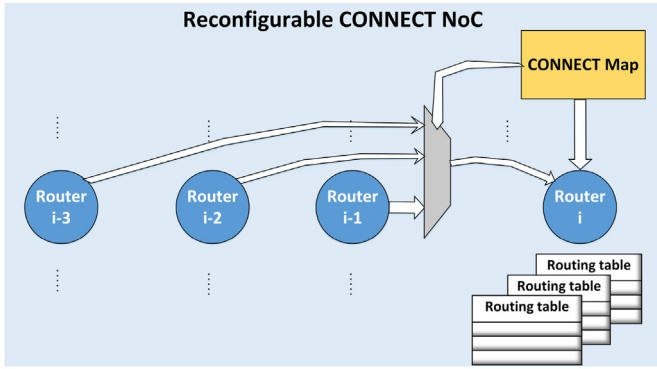 Reconfigurable CONNECT NoC
CONNECT Map
Router
i-3
Router
i-2
Router
i-1
Router
i
Routing table
Routing table
Routing table